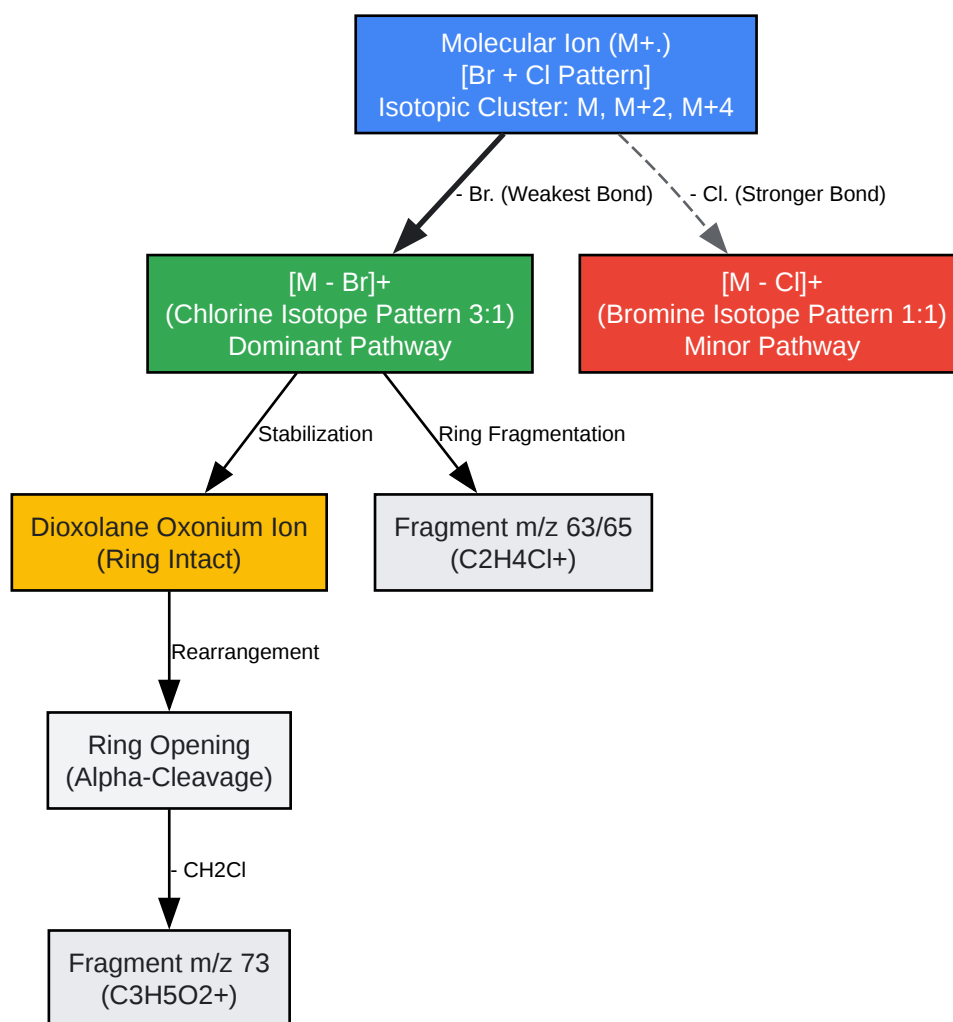 Molecular Ion (M+.)
[Br + Cl Pattern]
Isotopic Cluster: M, M+2, M+4
- Br. (Weakest Bond)
- Cl. (Stronger Bond)
[M - Br]+
(Chlorine Isotope Pattern 3:1)
Dominant Pathway
[M - Cl]+
(Bromine Isotope Pattern 1:1)
Minor Pathway
Stabilization
Ring Fragmentation
Dioxolane Oxonium Ion
(Ring Intact)
Fragment m/z 63/65
(C2H4Cl+)
Rearrangement
Ring Opening
(Alpha-Cleavage)
- CH2Cl
Fragment m/z 73
(C3H5O2+)